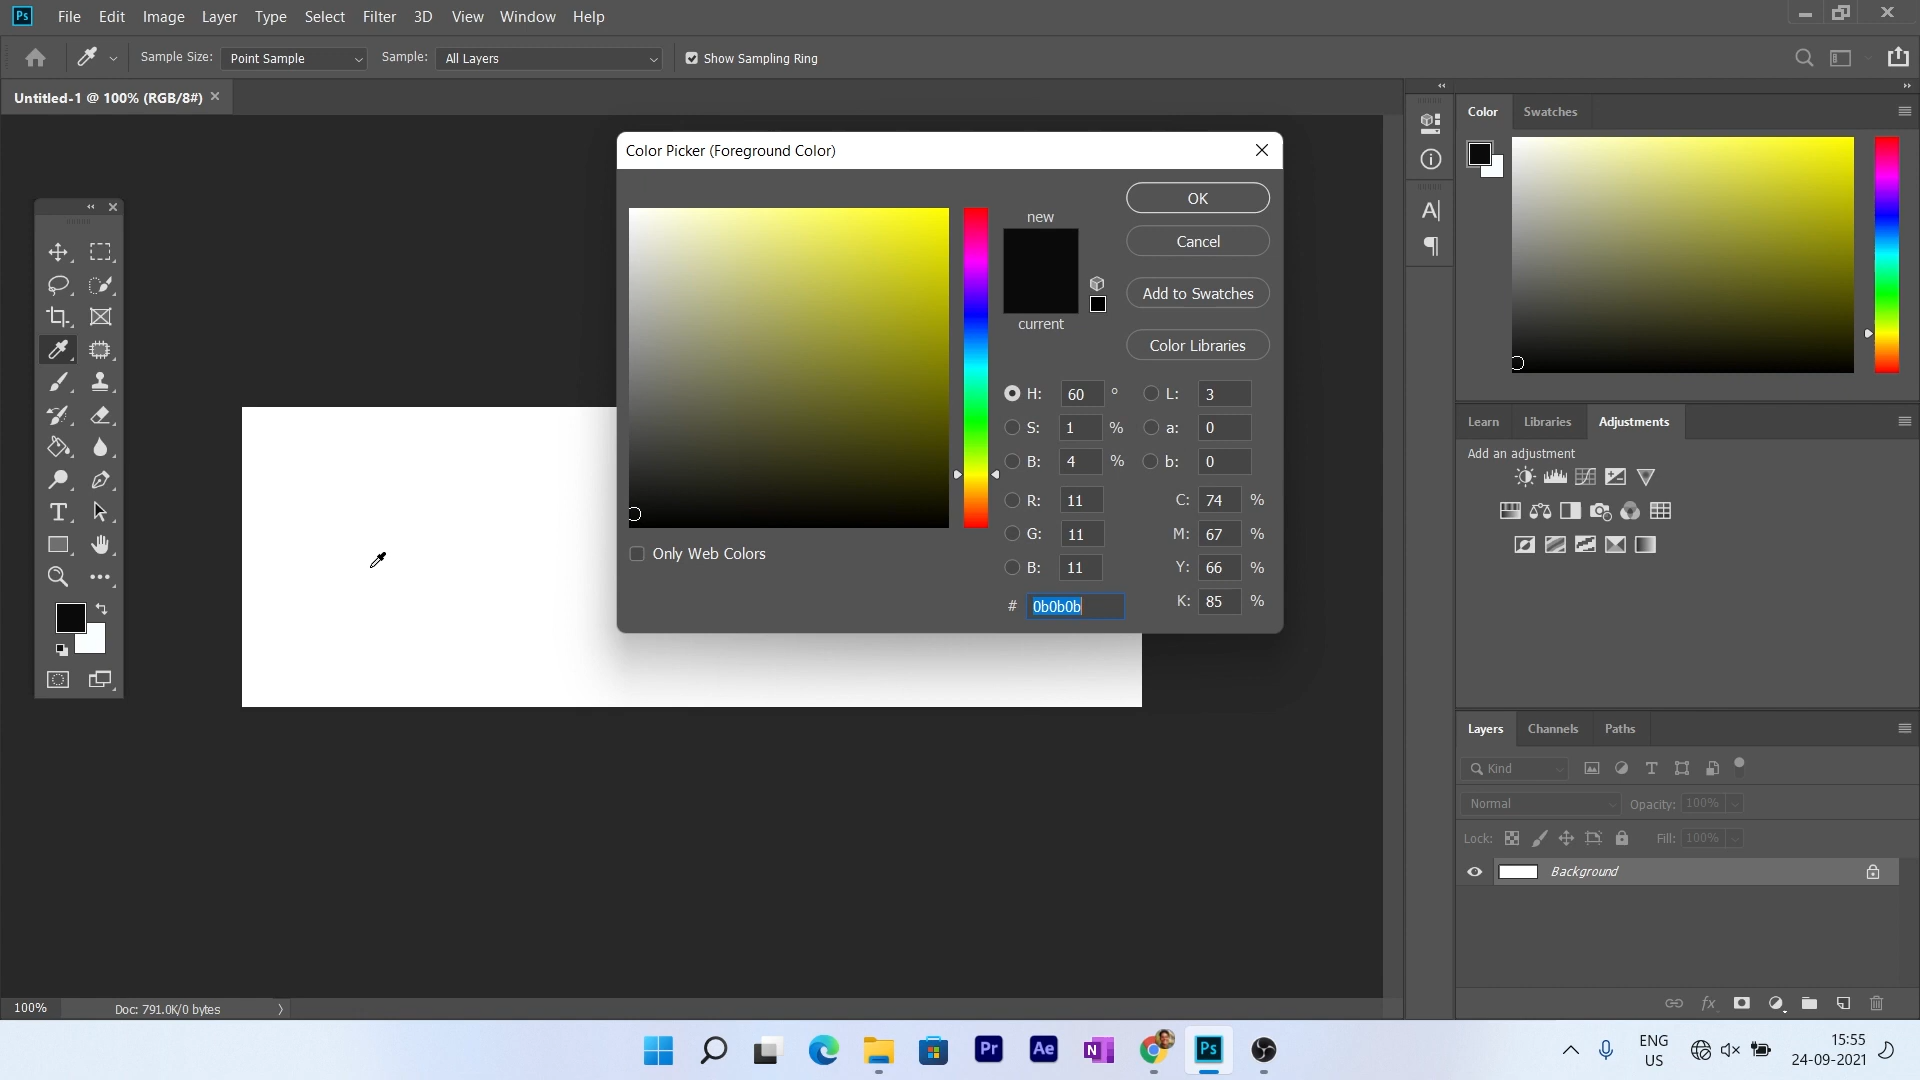 Ps File Edit Image Layer Type Select Filter 3D View Window Help
Sample Size: Point Sample Sample: All Layers Show Sampling Ring
Untitled-1 @ 100% (RGB/8#)
Color Picker (Foreground Color)
new
current
OK
Cancel
Add to Swatches
Color Libraries
H: 60 ° L: 3
S: 1 % a: 0
B: 4 % b: 0
R: 11 C: 74 %
G: 11 M: 67 %
B: 11 Y: 66 %
# 0b0b0b K: 85 %
Only Web Colors
Color Swatches
Learn Libraries Adjustments
Add an adjustment
Layers Channels Paths
Kind
Normal Opacity: 100%
Lock: Fill: 100%
Background
fx
100% Doc: 791.0K/0 bytes
Pr Ae N Ps
ENG
US
15:55
24-09-2021